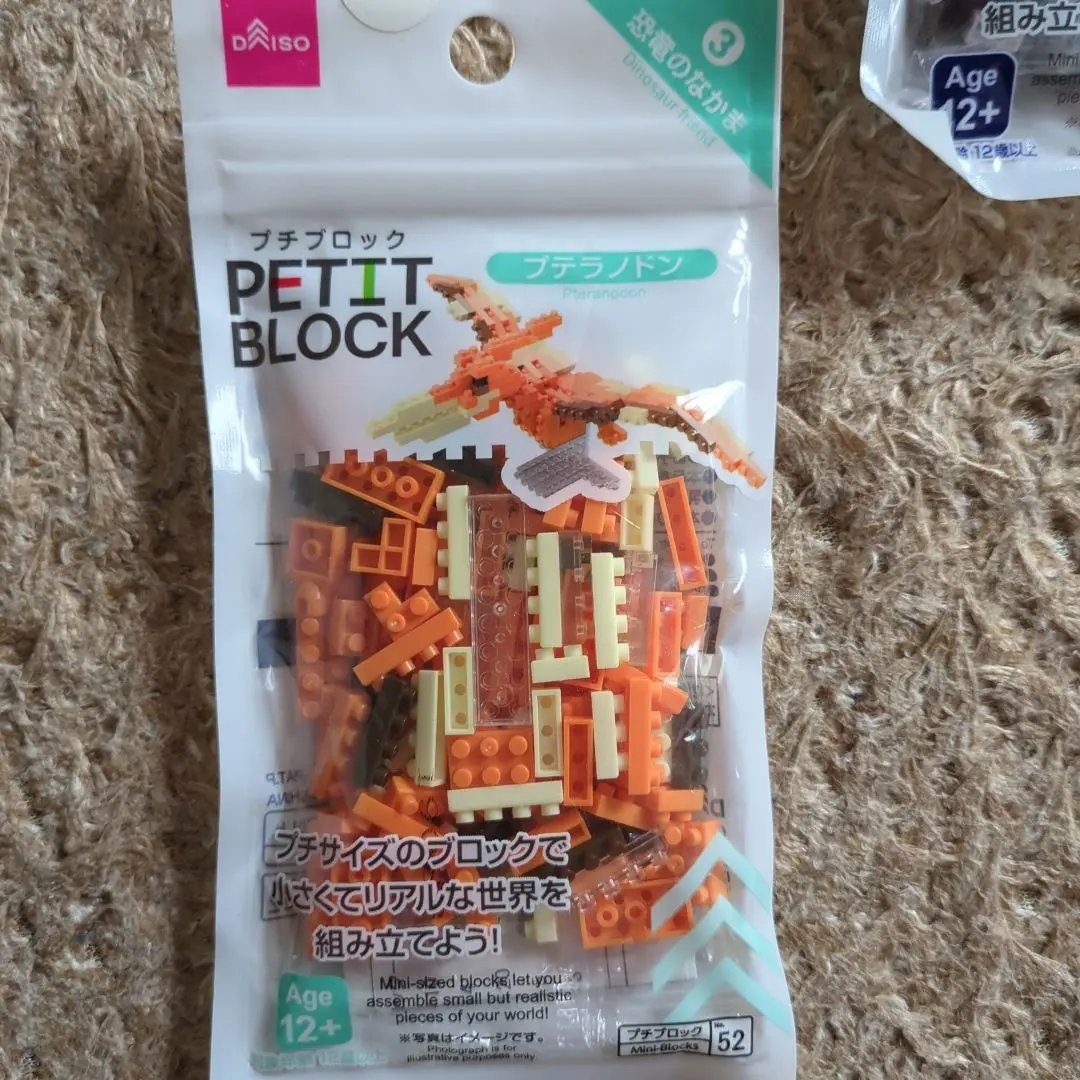 DAISO
3
恐竜のなかま
Dinosaur friend
プチブロック
PETIT
BLOCK
プテラノドン
Pteranodon
プチサイズのブロックで
小さくてリアルな世界を
組み立てよう!
Age
12+
Mini-sized blocks let you
assemble small but realistic
pieces of your world!
※写真はイメージです。
Photograph is for
illustrative purposes only
プチブロック
Mini Blocks
No.
52
組み立
Age
12+
12歳以上
Mini
assem
pie